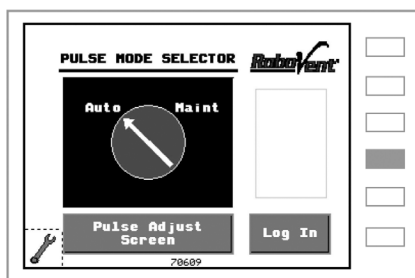 PULSE MODE SELECTOR
RoboVent
Auto Maint
Pulse Adjust
Screen
Log In
70609